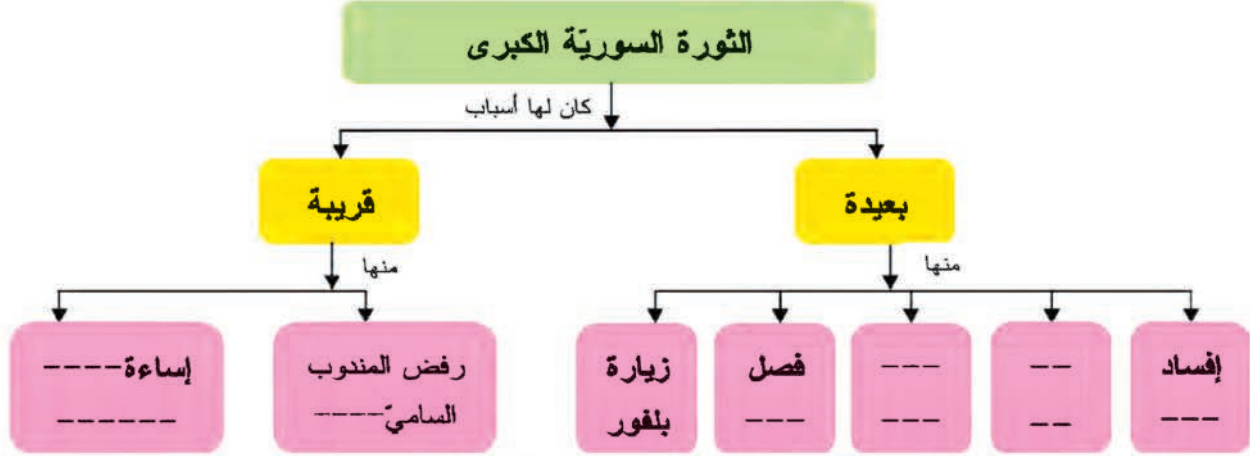 الثورة السوريّة الكبرى
كان لها أسباب
بعيدة
قريبة
منها
منها
إفساد
---
--
--
---
---
فصل
---
زيارة
بلفور
رفض المندوب
الساميّ----
إساءة----
------